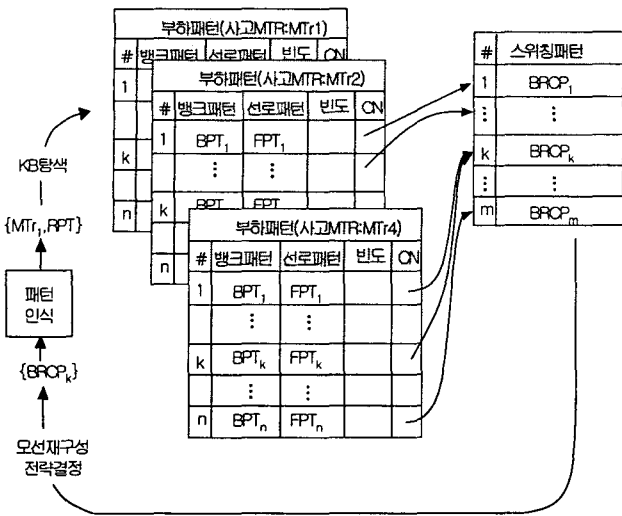 부하패턴(사고MTR:MTr1)
# 뱅크패턴 선로패턴 빈도 CN
1
k
n
부하패턴(사고MTR:MTr2)
# 뱅크패턴 선로패턴 빈도 CN
1 BPT₁ FPT₁
⋮ ⋮
k BPT FPT
n
부하패턴(사고MTR:MTr4)
# 뱅크패턴 선로패턴 빈도 CN
1 BPT₁ FPT₁
⋮ ⋮
k BPTₖ FPTₖ
⋮ ⋮
n BPTₙ FPTₙ
# 스위칭패턴
1 BRCP₁
⋮ ⋮
k BRCPₖ
⋮ ⋮
m BRCPₘ
KB탐색
{MTr₁,RPT}
패턴
인식
{BRCPₖ}
모선재구성
전략결정